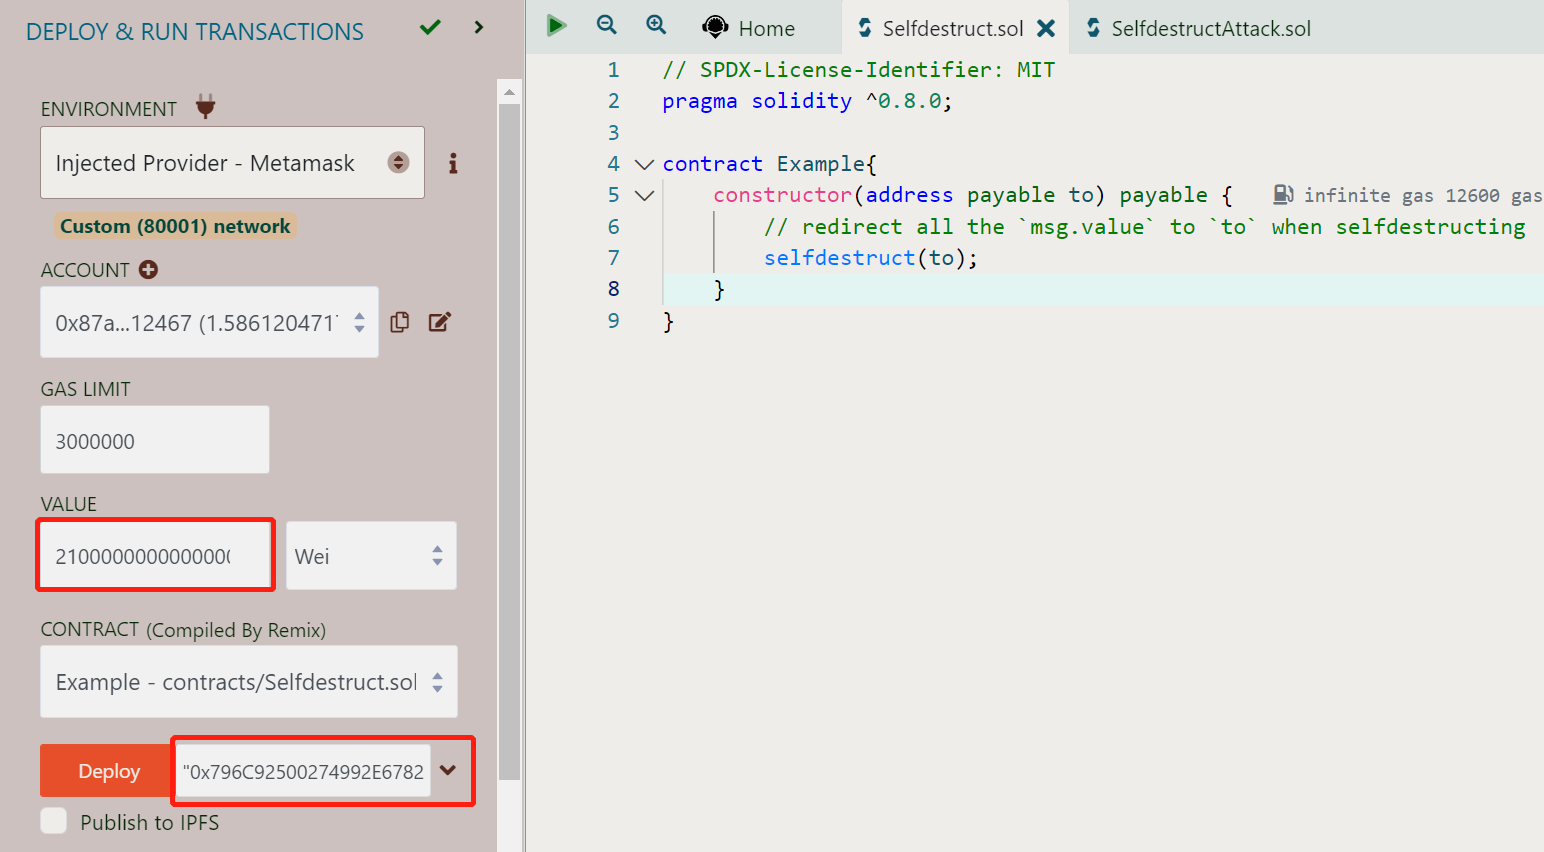 DEPLOY & RUN TRANSACTIONS
ENVIRONMENT
Injected Provider - Metamask
Custom (80001) network
ACCOUNT
0x87a...12467 (1.586120471
GAS LIMIT
3000000
VALUE
210000000000000
Wei
CONTRACT (Compiled By Remix)
Example - contracts/Selfdestruct.sol
Deploy
"0x796C92500274992E6782
Publish to IPFS
Home
Selfdestruct.sol
SelfdestructAttack.sol
1 // SPDX-License-Identifier: MIT
2 pragma solidity ^0.8.0;
3
4 contract Example{
5 constructor(address payable to) payable { infinite gas 12600 gas
6 // redirect all the `msg.value` to `to` when selfdestructing
7 selfdestruct(to);
8 }
9 }